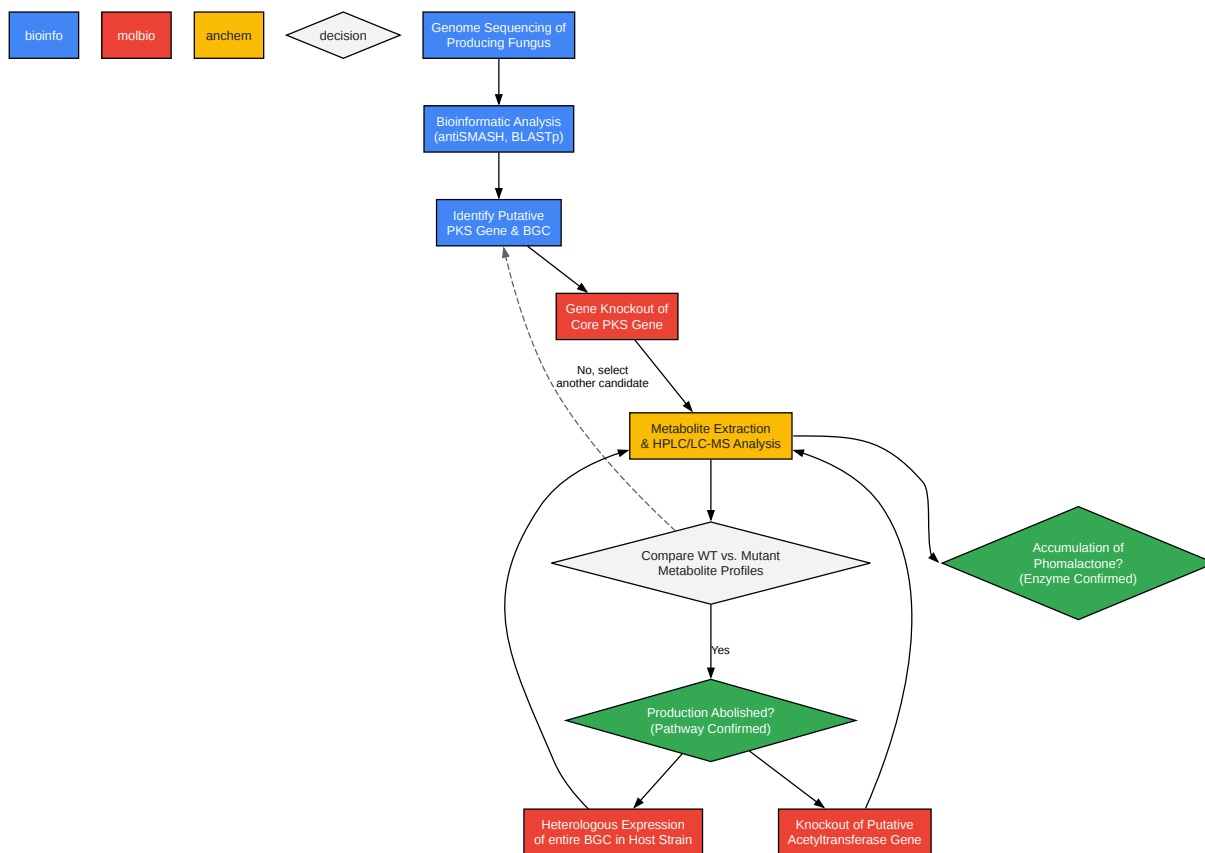 bioinfo
molbio
anchem
decision
Genome Sequencing of
Producing Fungus
Bioinformatic Analysis
(antiSMASH, BLASTp)
Identify Putative
PKS Gene & BGC
Gene Knockout of
Core PKS Gene
No, select
another candidate
Metabolite Extraction
& HPLC/LC-MS Analysis
Compare WT vs. Mutant
Metabolite Profiles
Accumulation of
Phomalactone?
(Enzyme Confirmed)
Yes
Production Abolished?
(Pathway Confirmed)
Heterologous Expression
of entire BGC in Host Strain
Knockout of Putative
Acetyltransferase Gene